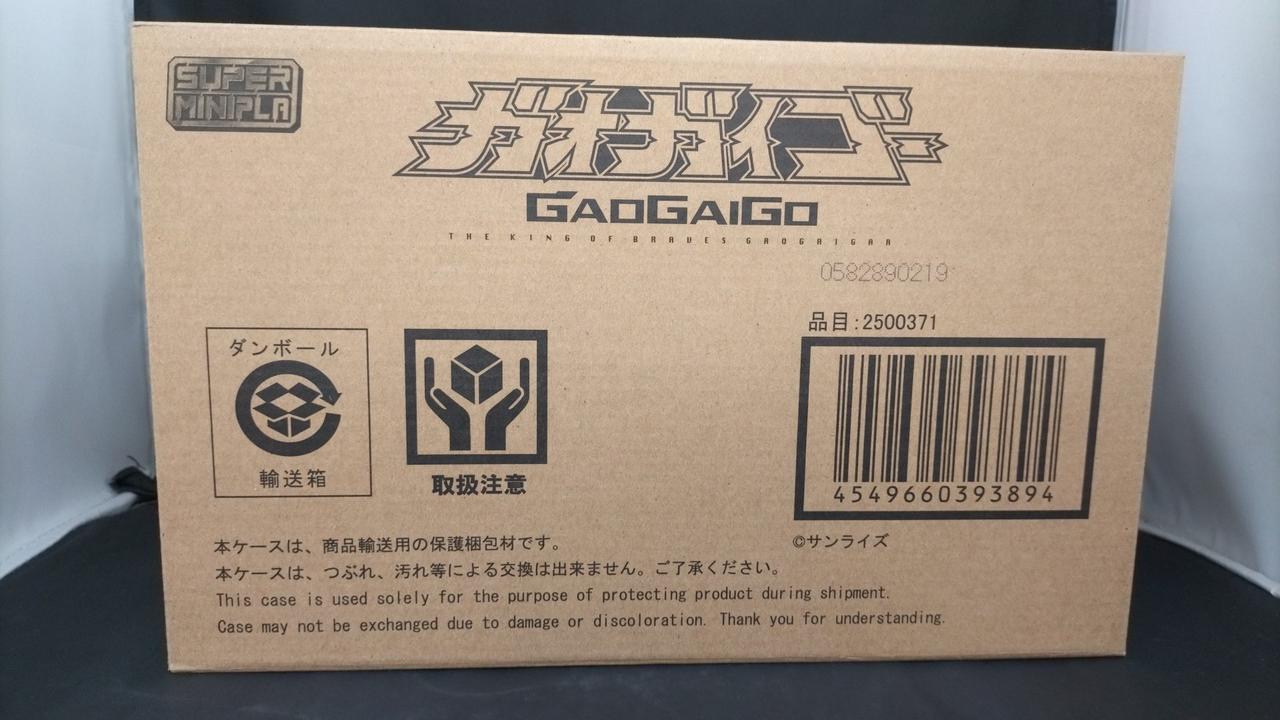 SUPER
MINIPLA
ガオガイゴー
GAOGAIGO
THE KING OF BRAVES GAOGAIGAR
0582890219
品目:2500371
4549660393894
©サンライズ
ダンボール
輸送箱
取扱注意
本ケースは、商品輸送用の保護梱包材です。
本ケースは、つぶれ、汚れ等による交換は出来ません。ご了承ください。
This case is used solely for the purpose of protecting product during shipment.
Case may not be exchanged due to damage or discoloration. Thank you for understanding.